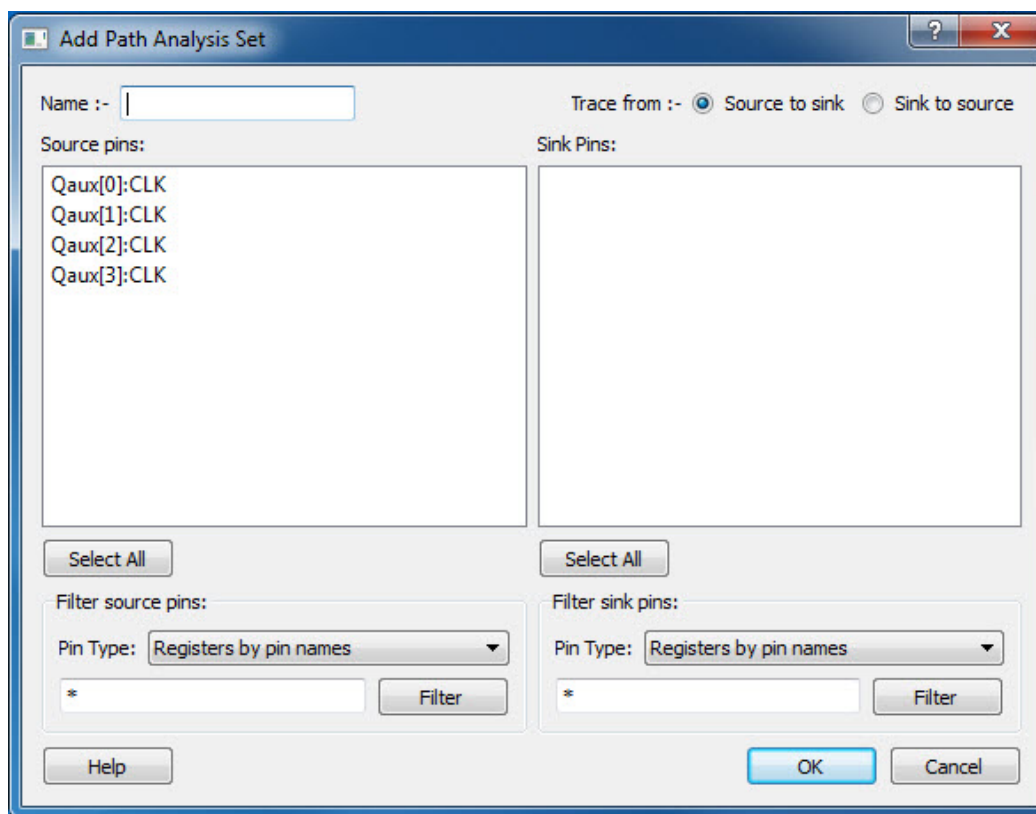 Add Path Analysis Set
?
Name :-
Trace from :- Source to sink Sink to source
Source pins:
Sink Pins:
Qaux[0]:CLK
Qaux[1]:CLK
Qaux[2]:CLK
Qaux[3]:CLK
Select All
Select All
Filter source pins:
Filter sink pins:
Pin Type: Registers by pin names
Pin Type: Registers by pin names
* Filter
* Filter
Help
OK
Cancel